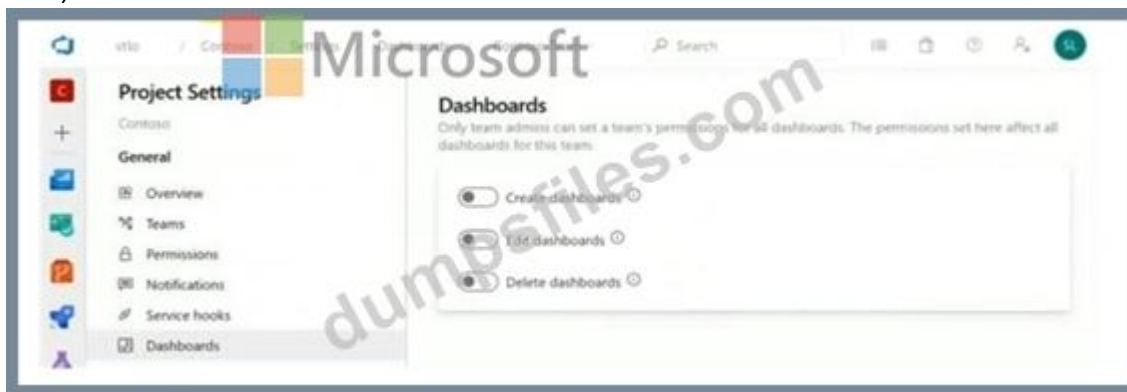 Microsoft
Search
SL
Project Settings
Contoso
General
Overview
Teams
Permissions
Notifications
Service hooks
Dashboards
Dashboards
Only team admins can set a team's permissions for all dashboards. The permissions set here affect all
dashboards for this team.
Create dashboards
Edit dashboards
Delete dashboards
dumpsfiles.com